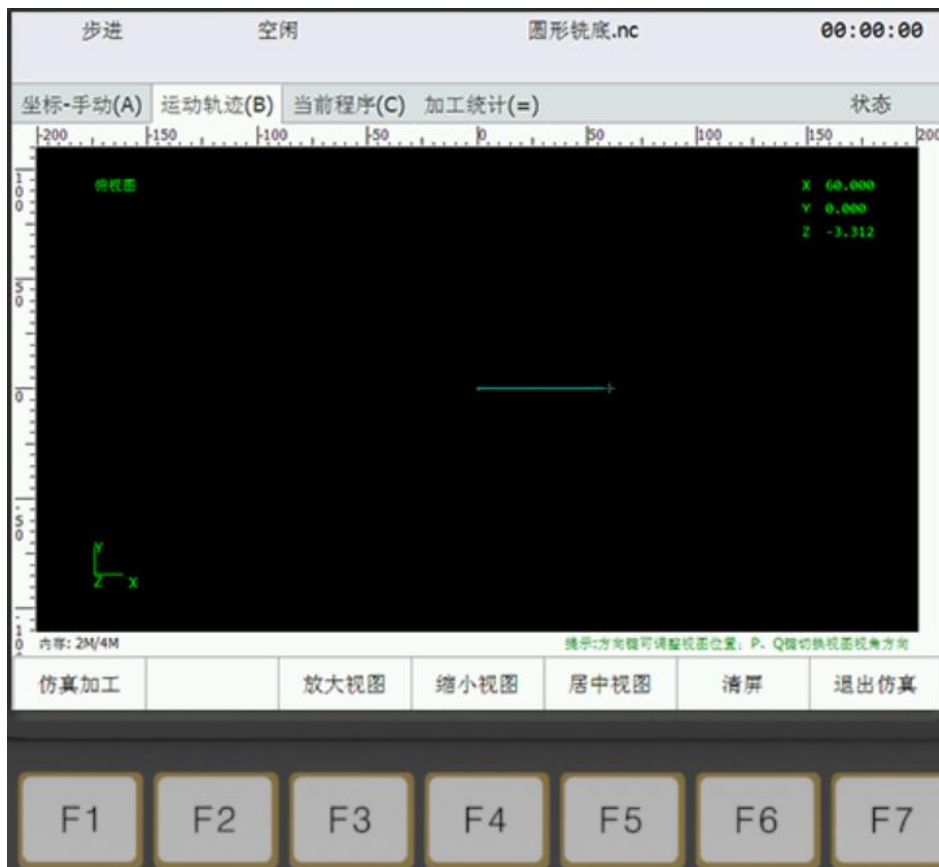 步进 空闲 圆形铣底.nc 00:00:00
坐标-手动(A) 运动轨迹(B) 当前程序(C) 加工统计(=) 状态
-200 -150 -100 -50 0 50 100 150 200
100
50
0
-50
-10
俯视图
X 60.000
Y 0.000
Z -3.312
Y
Z X
内存: 2M/4M 提示:方向键可调整视图位置; P、Q键切换视图视角方向
仿真加工 放大视图 缩小视图 居中视图 清屏 退出仿真
F1 F2 F3 F4 F5 F6 F7